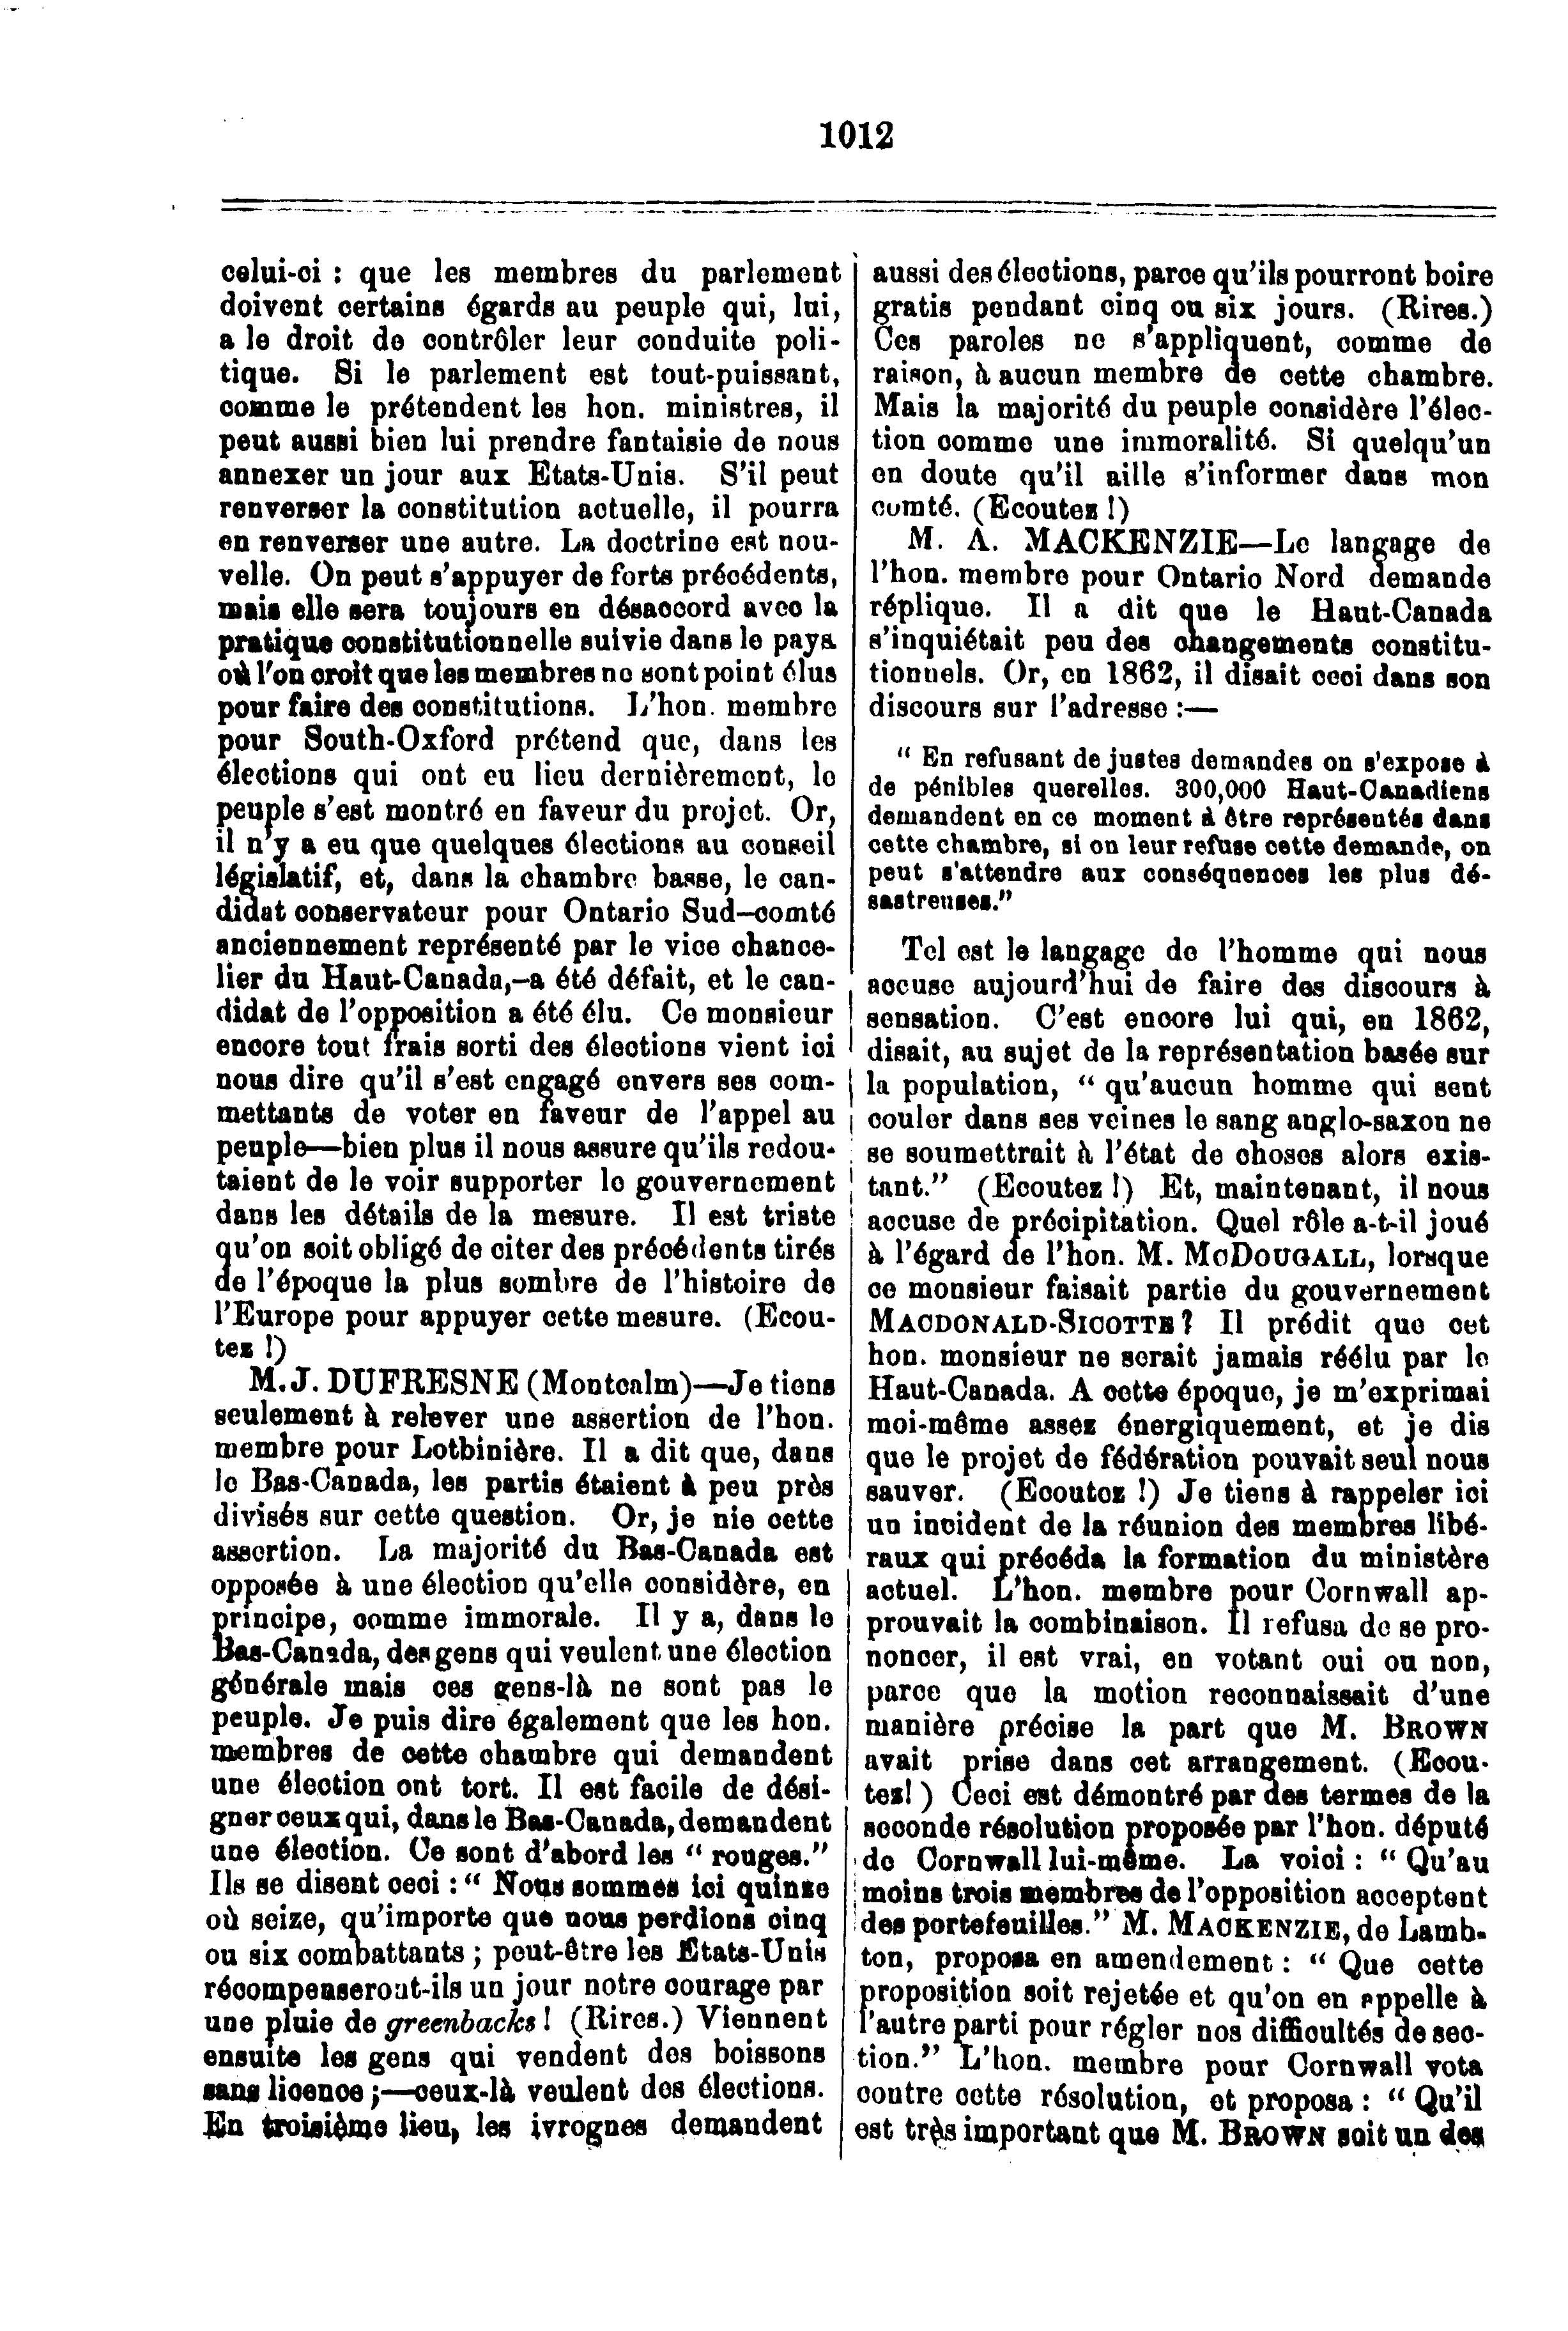 1012
celui-ci : que les membres du parlement
doivent certains égards au peuple qui, lui,
a le droit de contrôler leur conduite poli-
tique. Si le parlement est tout-puissant,
comme le prétendent les hon. ministres, il
peut aussi bien lui prendre fantaisie de nous
annexer un jour aux Etats-Unis. S'il peut
renverser la constitution actuelle, il pourra
en renverser une autre. La doctrine est nou-
velle. On peut s'appuyer de forts précédents,
mais elle sera toujours en désaccord avec la
pratique constitutionnelle suivie dans le pays
où l'on croit que les membres ne sont point élus
pour faire des constitutions. L'hon. membre
pour South-Oxford prétend que, dans les
élections qui ont eu lieu dernièrement, le
peuple s'est montré en faveur du projet. Or,
il n'y a eu que quelques élections au conseil
législatif, et, dans la chambre basse, le can-
didat conservateur pour Ontario Sud—comté
anciennement représenté par le vice chance-
lier du Haut-Canada,—a été défait, et le can-
didat de l'opposition a été élu. Ce monsieur
encore tout frais sorti des élections vient ici
nous dire qu'il s'est engagé envers ses com-
mettants de voter en faveur de l'appel au
peuple—bien plus il nous assure qu'ils redou-
taient de le voir supporter le gouvernement
dans les détails de la mesure. Il est triste
qu'on soit obligé de citer des précédents tirés
de l'époque la plus sombre de l'histoire de
l'Europe pour appuyer cette mesure. (Ecou-
tez !)
M. J. DUFRESNE (Montcalm)—Je tiens
seulement à relever une assertion de l'hon.
membre pour Lotbinière. Il a dit que, dans
le Bas-Canada, les partis étaient à peu près
divisés sur cette question. Or, je nie cette
assertion. La majorité du Bas-Canada est
opposée à une élection qu'elle considère, en
principe, comme immorale. Il y a, dans le
Bas-Canada, des gens qui veulent une élection
générale mais ces gens-là ne sont pas le
peuple. Je puis dire également que les hon.
membres de cette chambre qui demandent
une élection ont tort. Il est facile de dési-
gner ceux qui, dans le Bas-Canada, demandent
une élection. Ce sont d'abord les " rouges."
Ils se disent ceci : " Nous sommes ici quinze
où seize, qu'importe que nous perdions cinq
ou six combattants ; peut-être les Etats-Unis
récompenseront-ils un jour notre courage par
une pluie de greenbacks ! (Rires.) Viennent
ensuite les gens qui vendent des boissons
sans licence ;—ceux-là veulent des élections.
En troisième lieu, les ivrognes demandent
aussi des élections, parce qu'ils pourront boire
gratis pendant cinq ou six jours. (Rires.)
Ces paroles ne s'appliquent, comme de
raison, à aucun membre de cette chambre.
Mais la majorité du peuple considère l'élec-
tion comme une immoralité. Si quelqu'un
en doute qu'il aille s'informer dans mon
comté. (Ecoutez !)
M. A. MACKENZIE—Le langage de
l'hon. membre pour Ontario Nord demande
réplique. Il a dit que le Haut-Canada
s'inquiétait peu des changements constitu-
tionnels. Or, en 1862, il disait ceci dans son
discours sur l'adresse :—
" En refusant de justes demandes on s'expose à
de pénibles querelles. 300,000 Haut-Canadiens
demandent en ce moment à être représentés dans
cette chambre, si on leur refuse cette demande, on
peut s'attendre aux conséquences les plus dé-
sastreuses."
Tel est le langage de l'homme qui nous
accuse aujourd'hui de faire des discours à
sensation. C'est encore lui qui, en 1862,
disait, au sujet de la représentation basée sur
la population, " qu'aucun homme qui sent
couler dans ses veines le sang anglo-saxon ne
se soumettrait à l'état de choses alors exis-
tant." (Ecoutez !) Et, maintenant, il nous
accuse de précipitation. Quel rôle a-t-il joué
à l'égard de l'hon. M. McDOUGALL, lorsque
ce monsieur faisait partie du gouvernement
MACDONALD-SICOTTE ? Il prédit que cet
hon. monsieur ne serait jamais réélu par le
Haut-Canada. A cette époque, je m'exprimai
moi-même assez énergiquement, et je dis
que le projet de fédération pouvait seul nous
sauver. (Ecoutez !) Je tiens à rappeler ici
un incident de la réunion des membres libé-
raux qui précéda la formation du ministère
actuel. L'hon. membre pour Cornwall ap-
prouvait la combinaison. Il refusa de se pro-
noncer, il est vrai, en votant oui ou non,
parce que la motion reconnaissait d'une
manière précise la part que M. BROWN
avait prise dans cet arrangement. (Ecou-
tez! ) Ceci est démontré par des termes de la
seconde résolution proposée par l'hon. député
de Cornwall lui-même. La voici : " Qu'au
moins trois membres de l'opposition acceptent
des portefeuilles." M. MACKENZIE, de Lamb-
ton, proposa en amendement : " Que cette
proposition soit rejetée et qu'on en appelle à
l'autre parti pour régler nos difficultés de sec-
tion." L'hon. membre pour Cornwall vota
contre cette résolution, et proposa : " Qu'il
est très important que M. BROWN soit un des